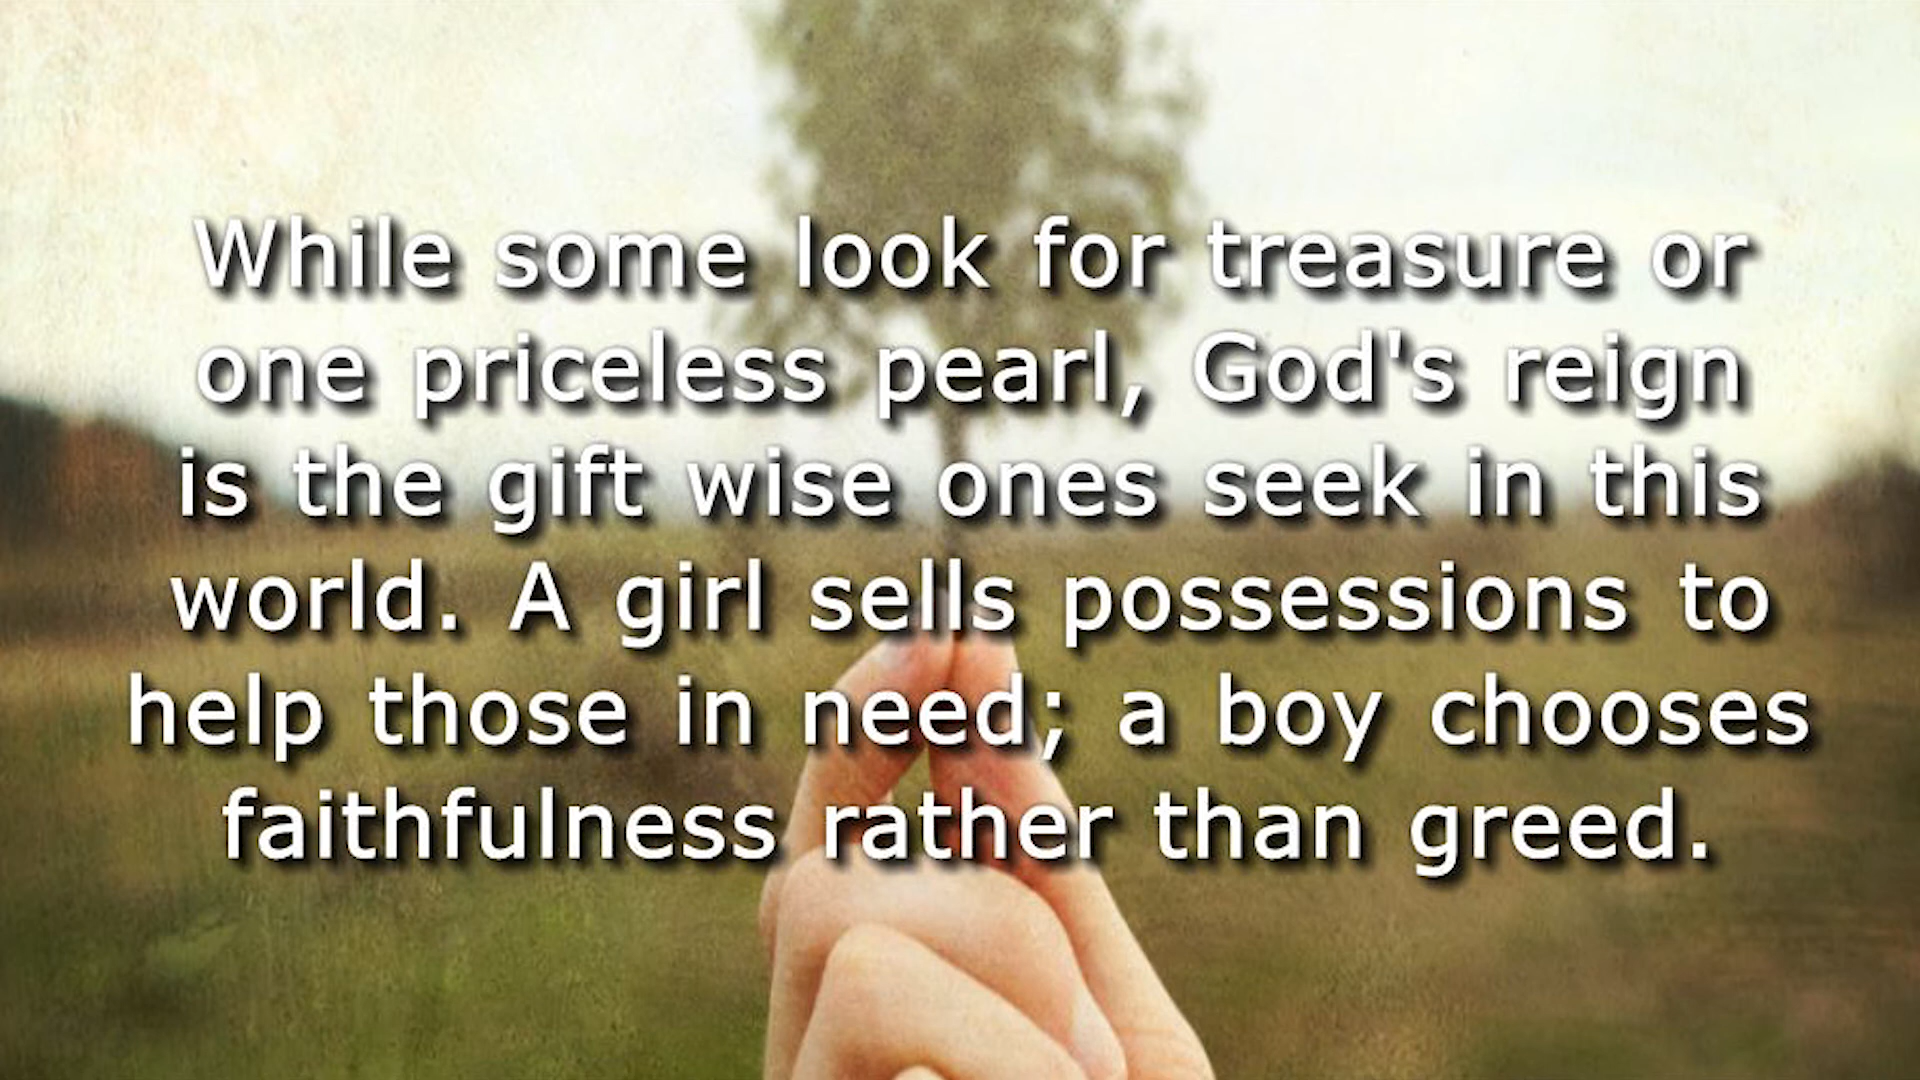 While some look for treasure or
one priceless pearl, God's reign
is the gift wise ones seek in this
world. A girl sells possessions to
help those in need; a boy chooses
faithfulness rather than greed.